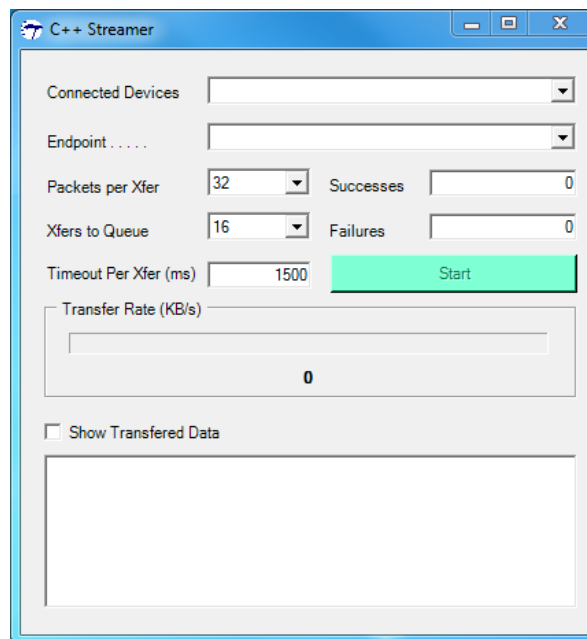 C++ Streamer
Connected Devices
Endpoint . . . . .
Packets per Xfer 32 Successes 0
Xfers to Queue 16 Failures 0
Timeout Per Xfer (ms) 1500 Start
Transfer Rate (KB/s)
0
Show Transfered Data